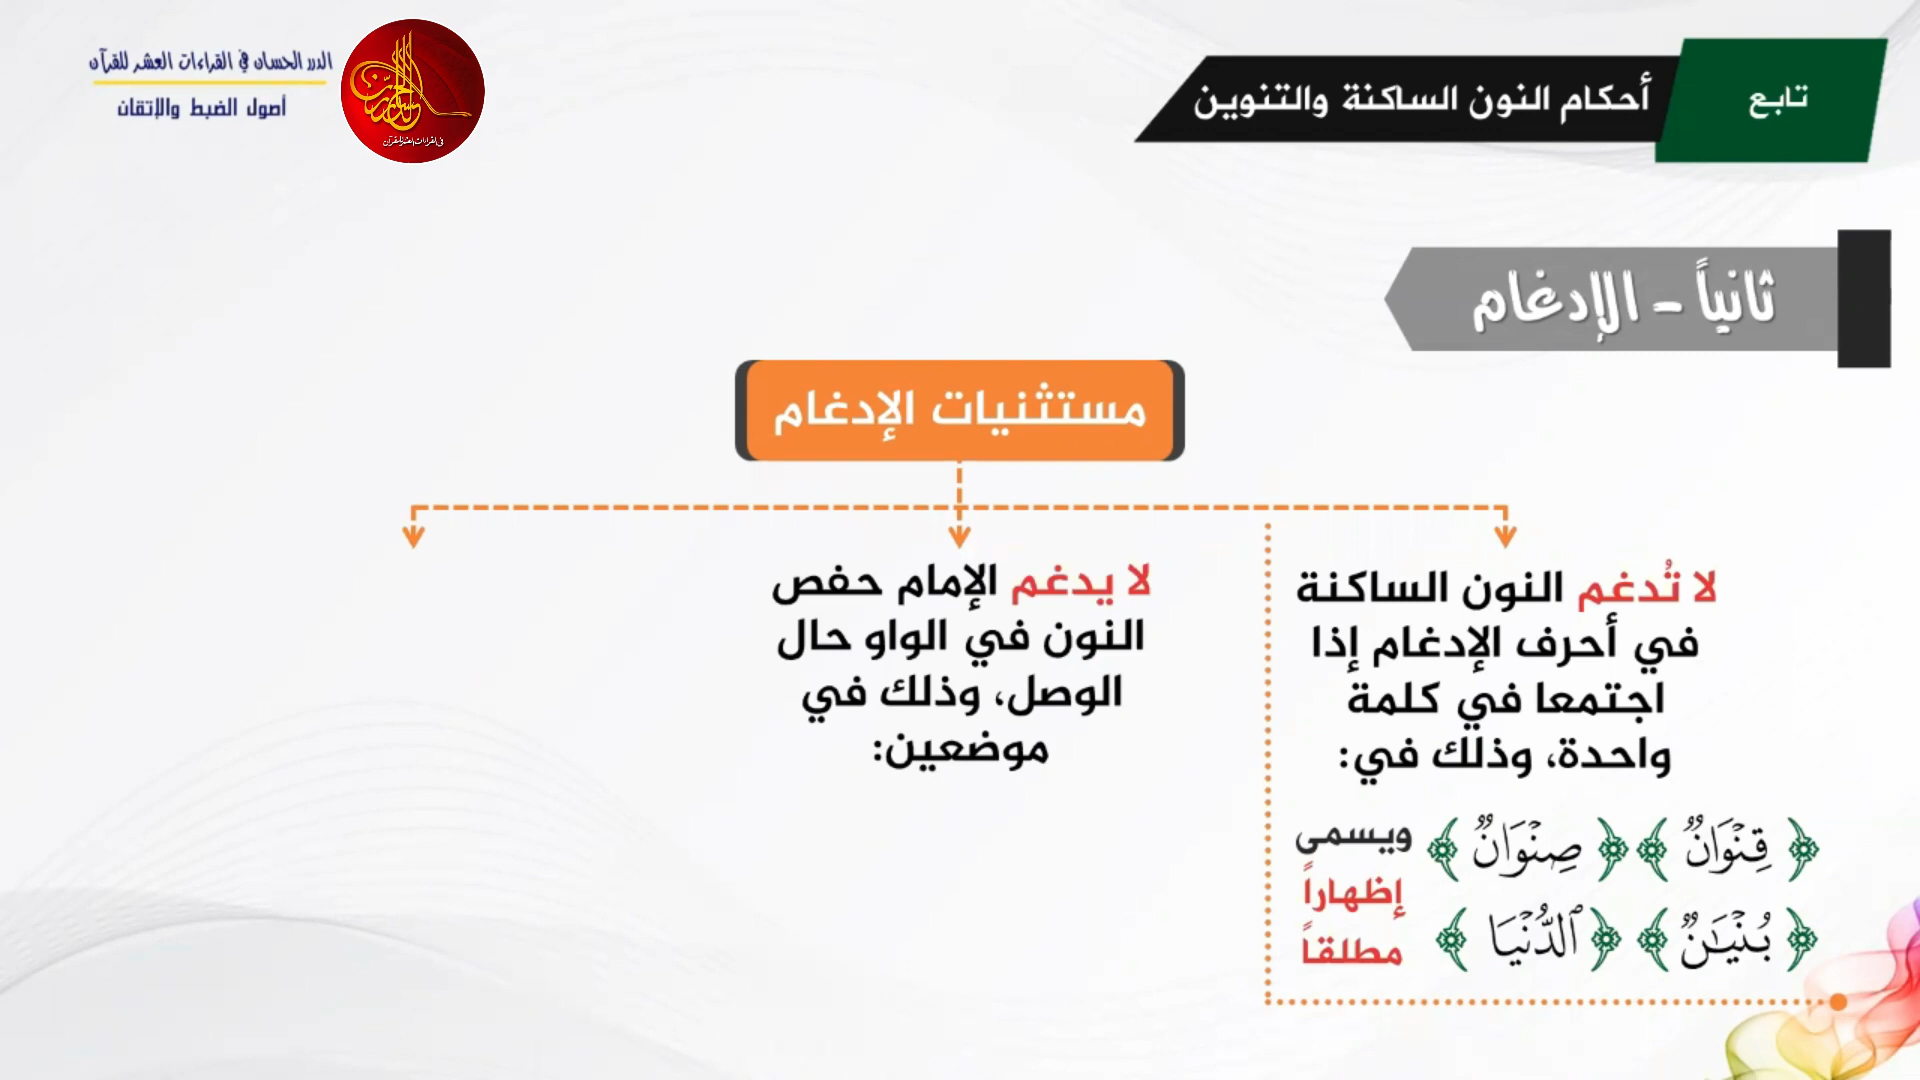 تابع
أحكام النون الساكنة والتنوين
الدرر الحسان في القراءات العشر للقرآن
أصول الضبط والإتقان
ثانياً - الإدغام
مستثنيات الإدغام
لا تُدغم النون الساكنة
في أحرف الإدغام إذا
اجتمعا في كلمة
واحدة، وذلك في:
﴿ قِنْوَانٌ ﴾ ﴿ صِنْوَانٌ ﴾
﴿ بُنْيَـٰنٌ ﴾ ﴿ ٱلدُّنْيَا ﴾
ويسمى
إظهاراً
مطلقاً
لا يدغم الإمام حفص
النون في الواو حال
الوصل، وذلك في
موضعين: